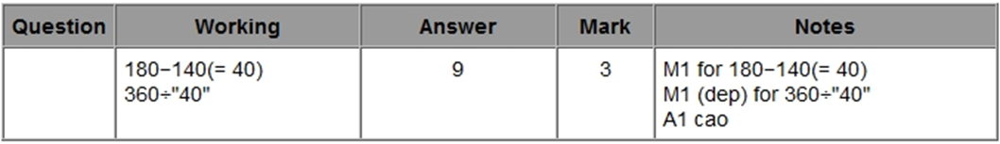 Question Working Answer Mark Notes
180−140(= 40) 9 3 M1 for 180−140(= 40)
360÷"40" M1 (dep) for 360÷"40"
A1 cao